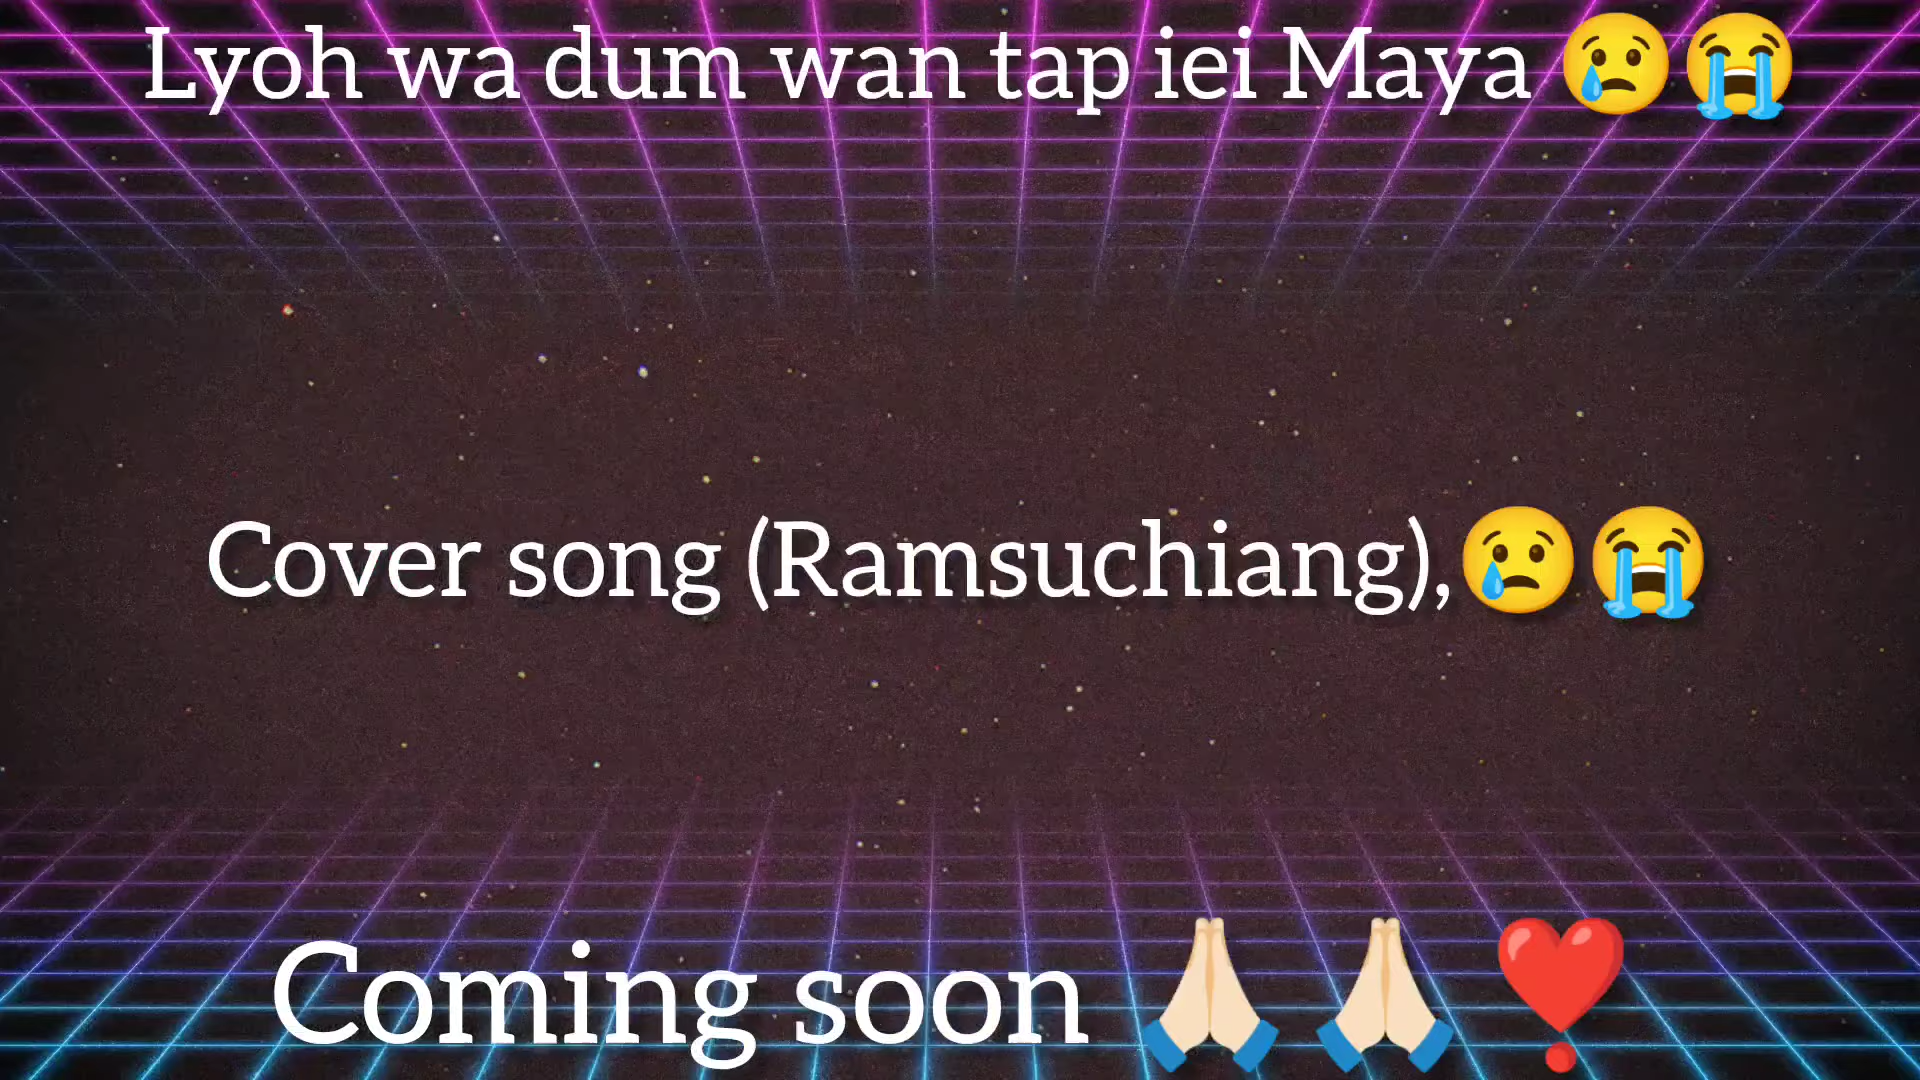 Lyoh wa dum wan tap iei Maya 😢😭
Cover song (Ramsuchiang),😢😭
Coming soon 🙏🏻🙏🏻❣️